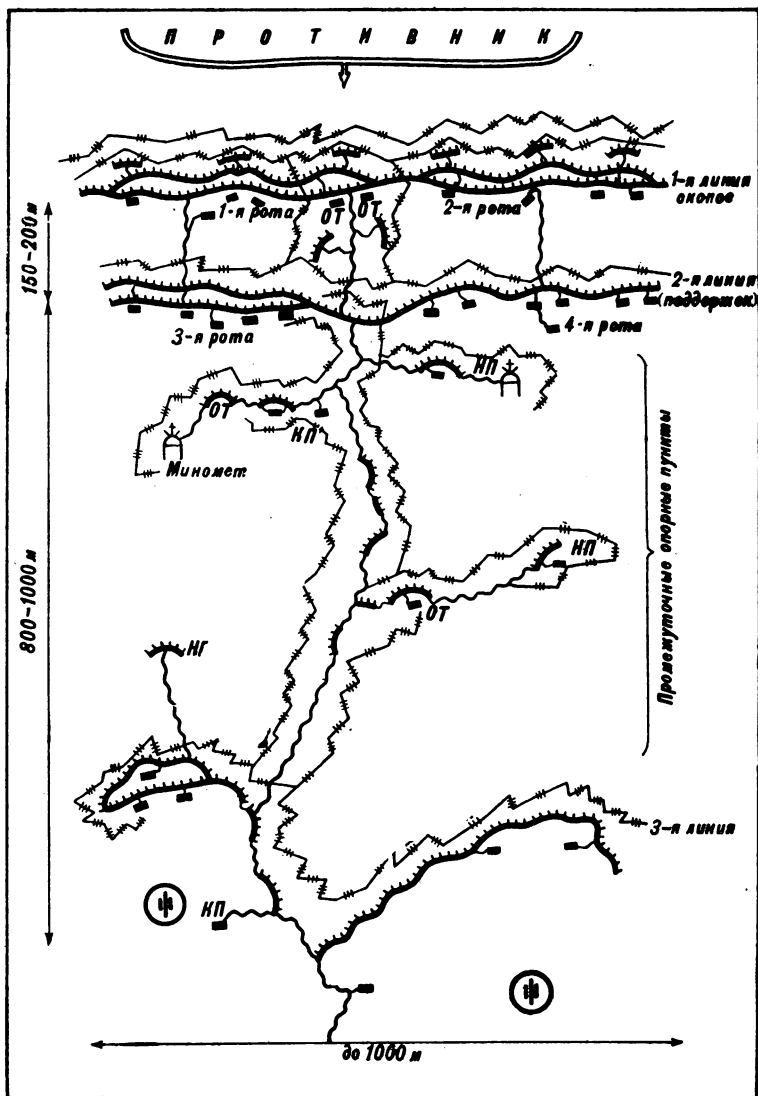 ПРОТИВНИК
1-я линия
окопов
1-я рота
ОТ
ОТ
2-я рота
150-200 м
2-я линия
(поддержек)
3-я рота
4-я рота
НП
ОТ
КП
Миномет
Промежуточные опорные пункты
НП
ОТ
800-1000 м
НГ
3-я линия
КП
до 1000 м